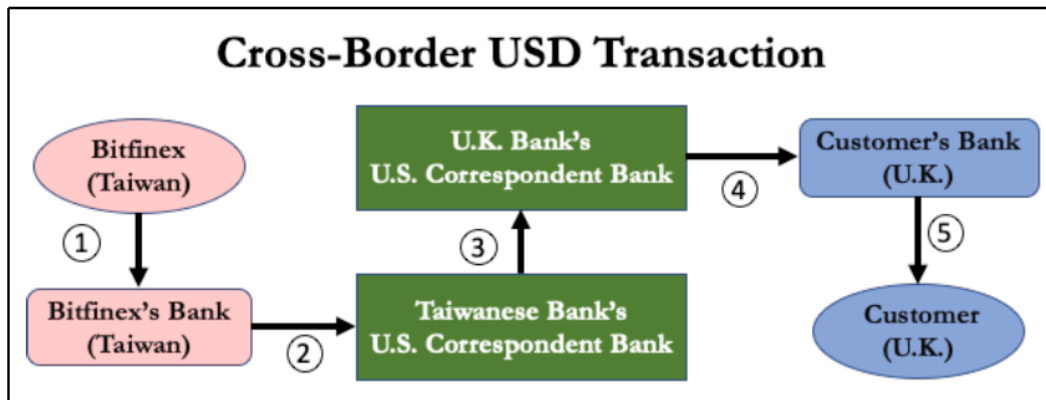 Cross-Border USD Transaction
Bitfinex
(Taiwan)
①
Bitfinex's Bank
(Taiwan)
②
Taiwanese Bank's
U.S. Correspondent Bank
③
U.K. Bank's
U.S. Correspondent Bank
④
Customer's Bank
(U.K.)
⑤
Customer
(U.K.)